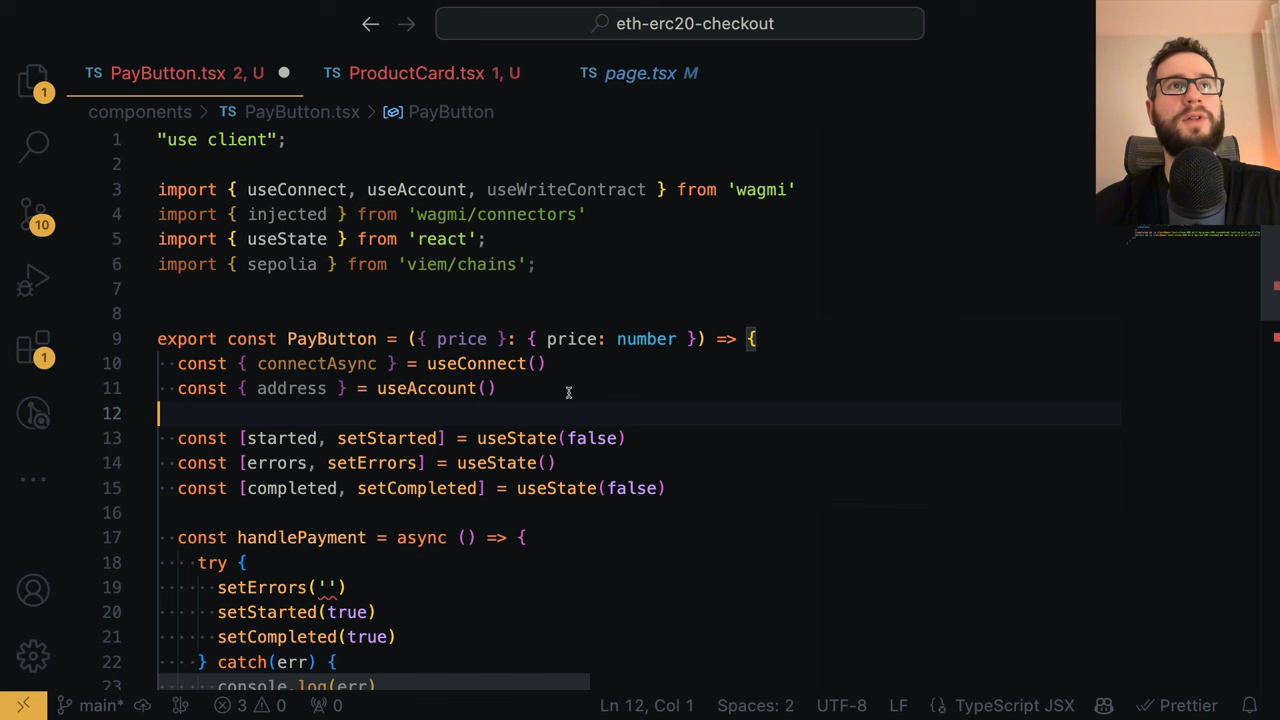 eth-erc20-checkout
TS PayButton.tsx 2, U
TS ProductCard.tsx 1, U
TS page.tsx M
components > TS PayButton.tsx > PayButton
1 "use client";
2
3 import { useConnect, useAccount, useWriteContract } from 'wagmi'
4 import { injected } from 'wagmi/connectors'
5 import { useState } from 'react';
6 import { sepolia } from 'viem/chains';
7
8
9 export const PayButton = ({ price }: { price: number }) => {
10 const { connectAsync } = useConnect()
11 const { address } = useAccount()
12
13 const [started, setStarted] = useState(false)
14 const [errors, setErrors] = useState()
15 const [completed, setCompleted] = useState(false)
16
17 const handlePayment = async () => {
18 try {
19 setErrors('')
20 setStarted(true)
21 setCompleted(true)
22 } catch(err) {
23 console.log(err)
1
10
1
main* 3 0 0 Ln 12, Col 1 Spaces: 2 UTF-8 LF {} TypeScript JSX Prettier